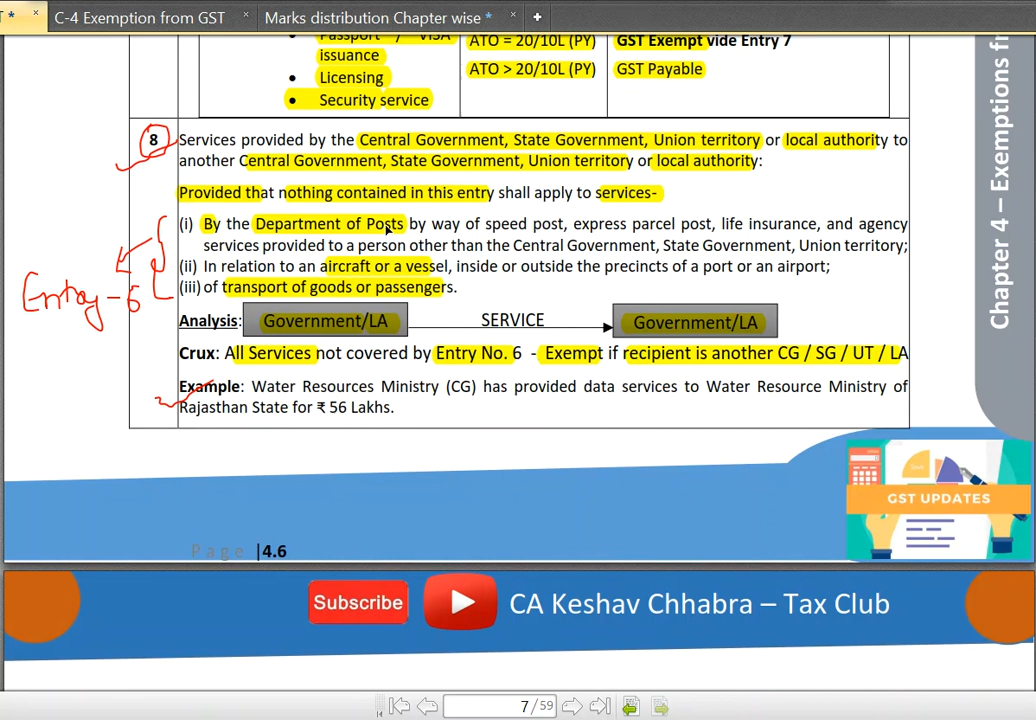 C-4 Exemption from GST × Marks distribution Chapter wise * ×
• Passport / VISA issuance
• Licensing
• Security service
ATO = 20/10L (PY) GST Exempt vide Entry 7
ATO > 20/10L (PY) GST Payable
8
Services provided by the Central Government, State Government, Union territory or local authority to
another Central Government, State Government, Union territory or local authority:
Provided that nothing contained in this entry shall apply to services-
(i) By the Department of Posts by way of speed post, express parcel post, life insurance, and agency
services provided to a person other than the Central Government, State Government, Union territory;
(ii) In relation to an aircraft or a vessel, inside or outside the precincts of a port or an airport;
(iii) of transport of goods or passengers.
Entry-6
Analysis: Government/LA SERVICE Government/LA
Crux: All Services not covered by Entry No. 6 - Exempt if recipient is another CG / SG / UT / LA
Example: Water Resources Ministry (CG) has provided data services to Water Resource Ministry of
Rajasthan State for ₹ 56 Lakhs.
Chapter 4 – Exemptions fr
GST UPDATES
Page |4.6
Subscribe CA Keshav Chhabra – Tax Club
7 / 59